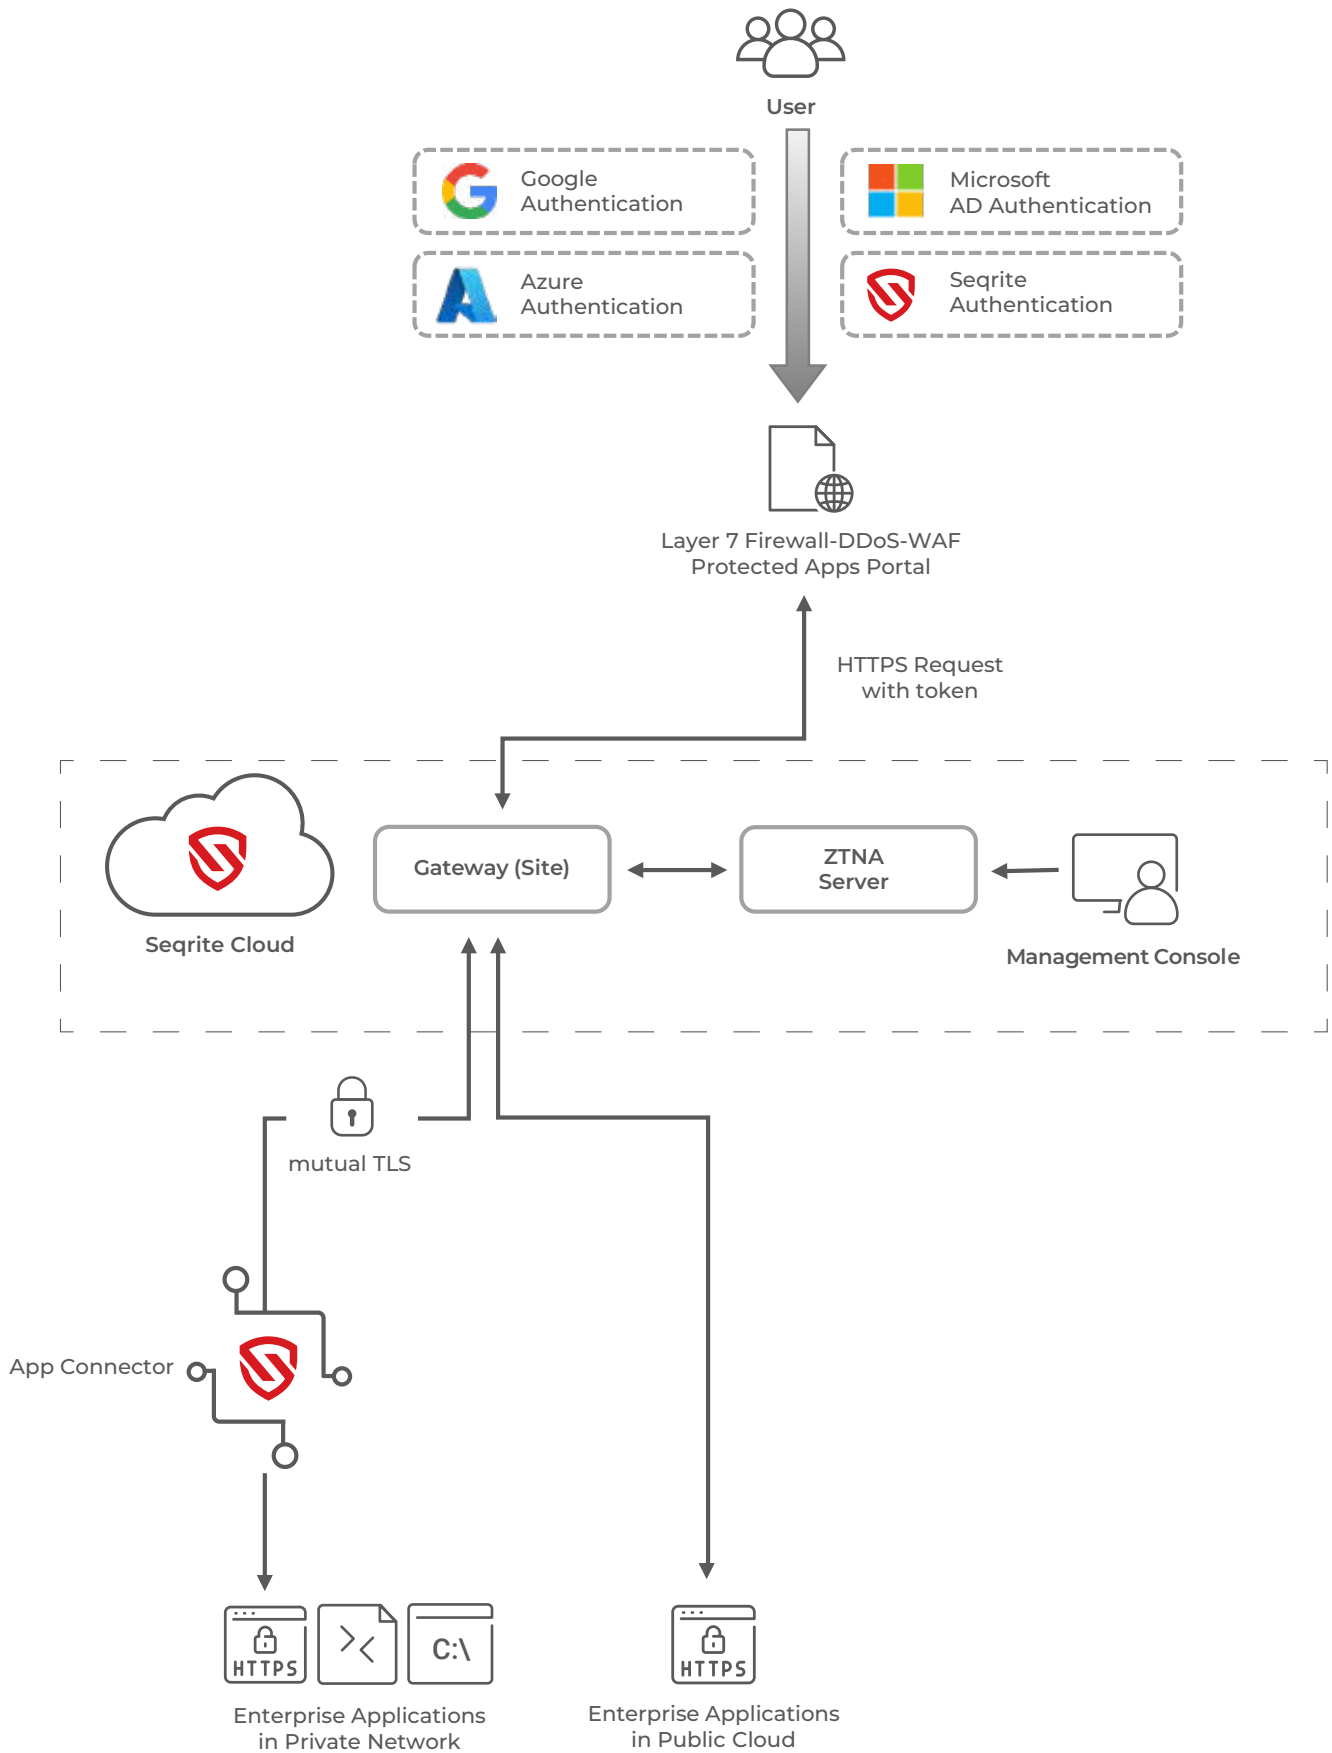 User
Google
Authentication
Microsoft
AD Authentication
Azure
Authentication
Seqrite
Authentication
Layer 7 Firewall-DDoS-WAF
Protected Apps Portal
HTTPS Request
with token
Seqrite Cloud
Gateway (Site)
ZTNA
Server
Management Console
mutual TLS
App Connector
HTTPS
C:\
HTTPS
Enterprise Applications
in Private Network
Enterprise Applications
in Public Cloud